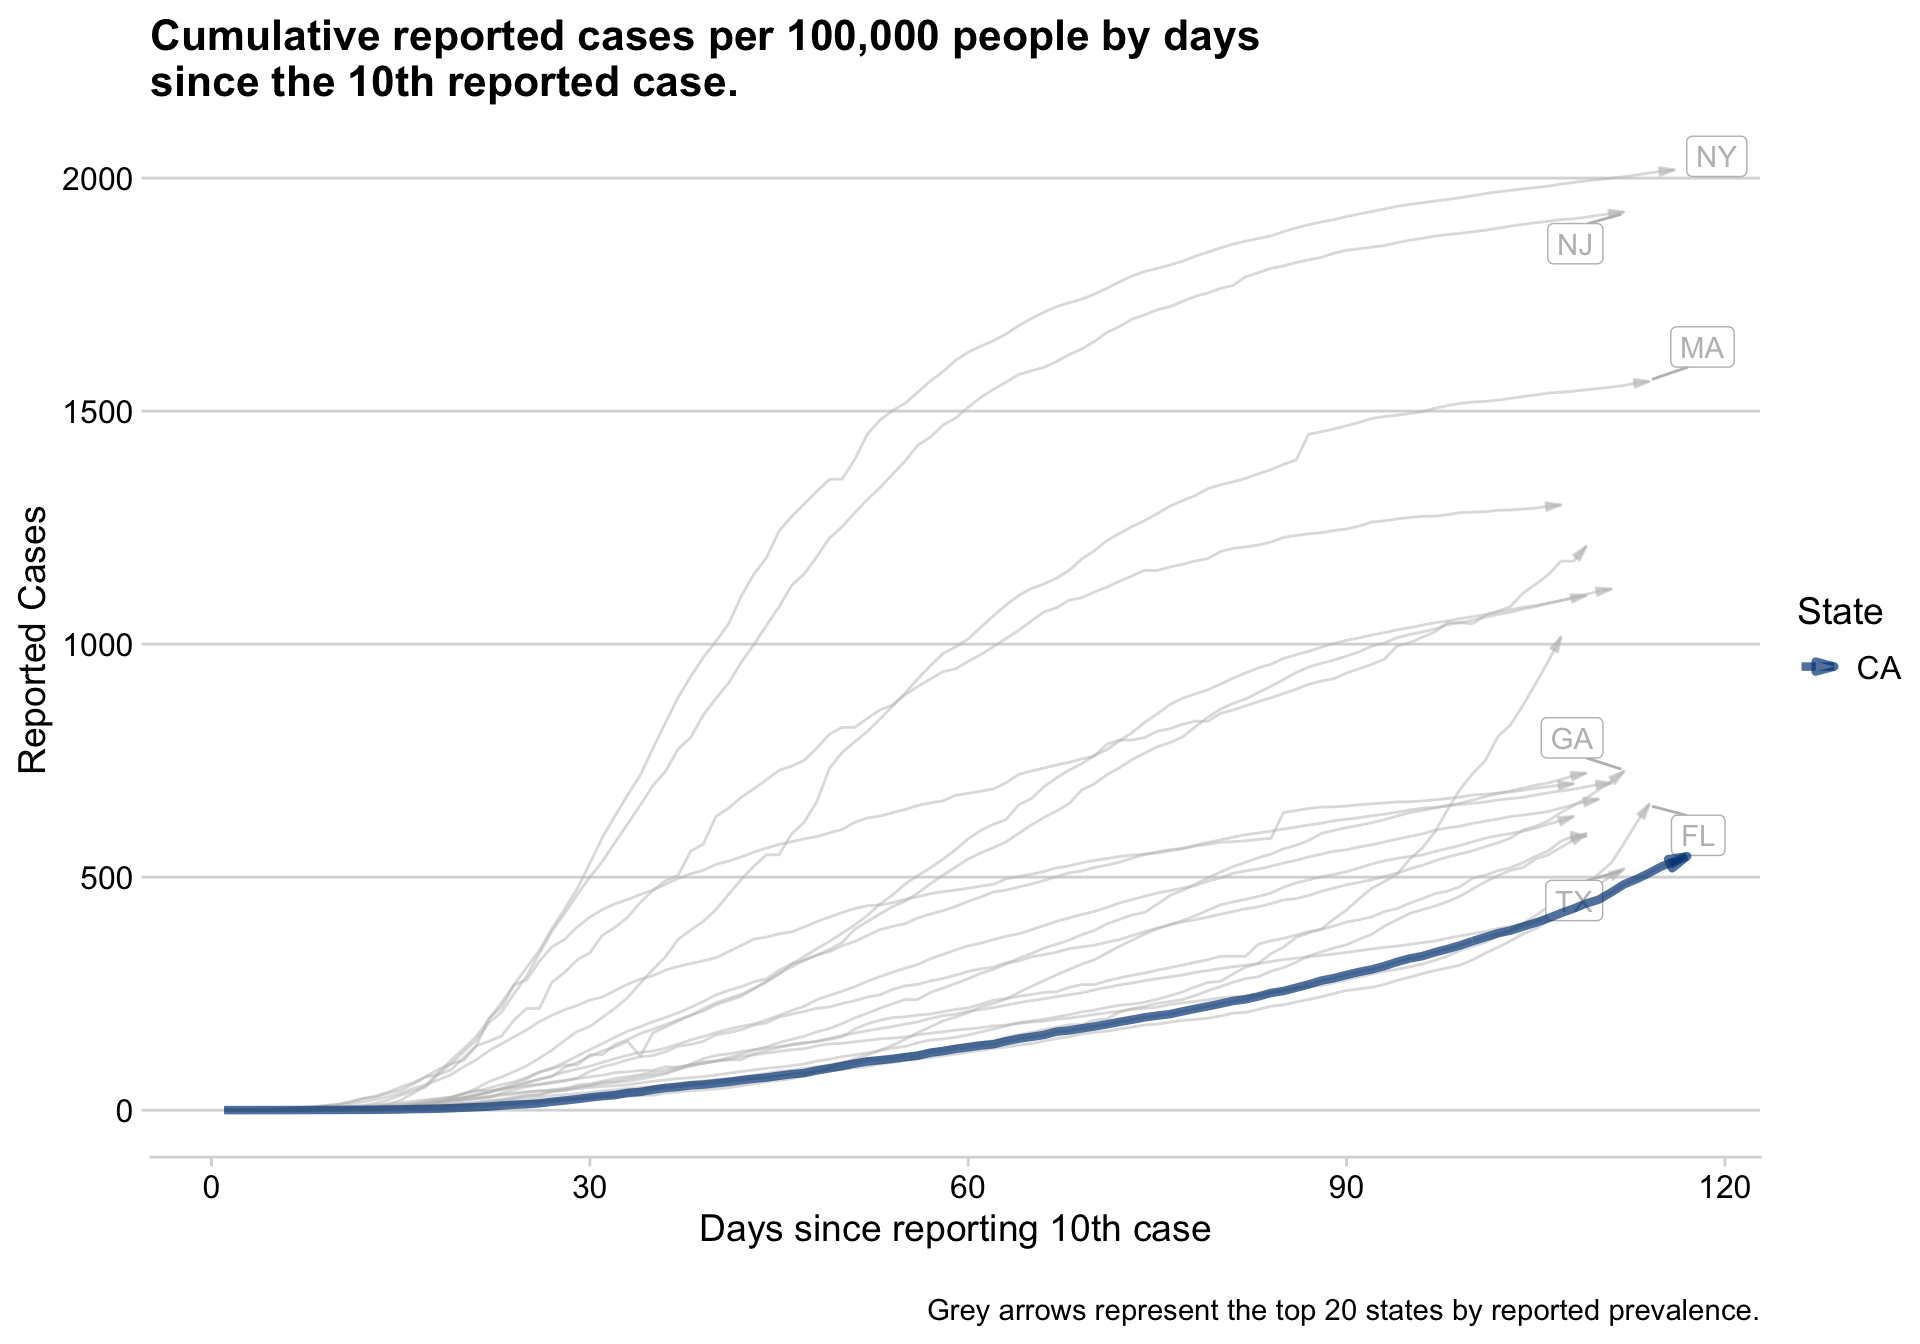 Cumulative reported cases per 100,000 people by days
since the 10th reported case.
Reported Cases
2000
1500
1000
500
0
NY
NJ
MA
GA
FL
TX
State
CA
0 30 60 90 120
Days since reporting 10th case
Grey arrows represent the top 20 states by reported prevalence.